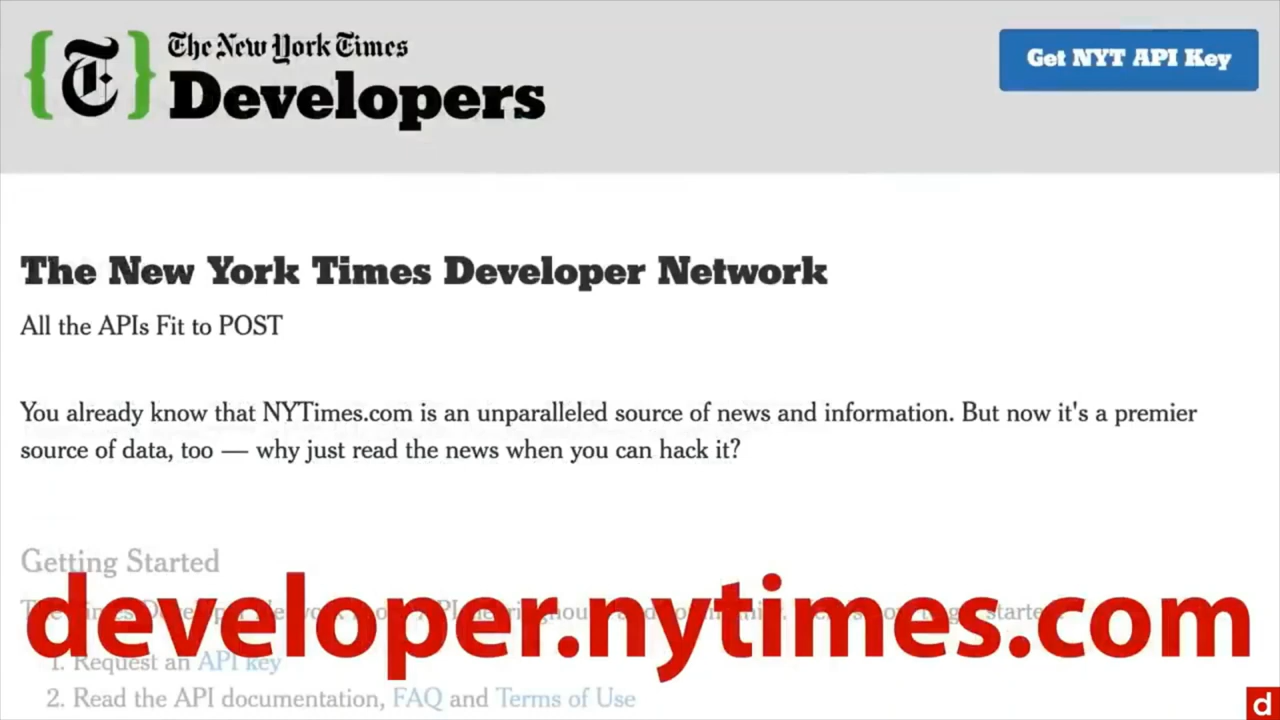 {T}
The New York Times
Developers
Get NYT API Key
The New York Times Developer Network
All the APIs Fit to POST
You already know that NYTimes.com is an unparalleled source of news and information. But now it's a premier
source of data, too — why just read the news when you can hack it?
Getting Started
developer.nytimes.com
1. Request an API key
2. Read the API documentation, FAQ and Terms of Use
d